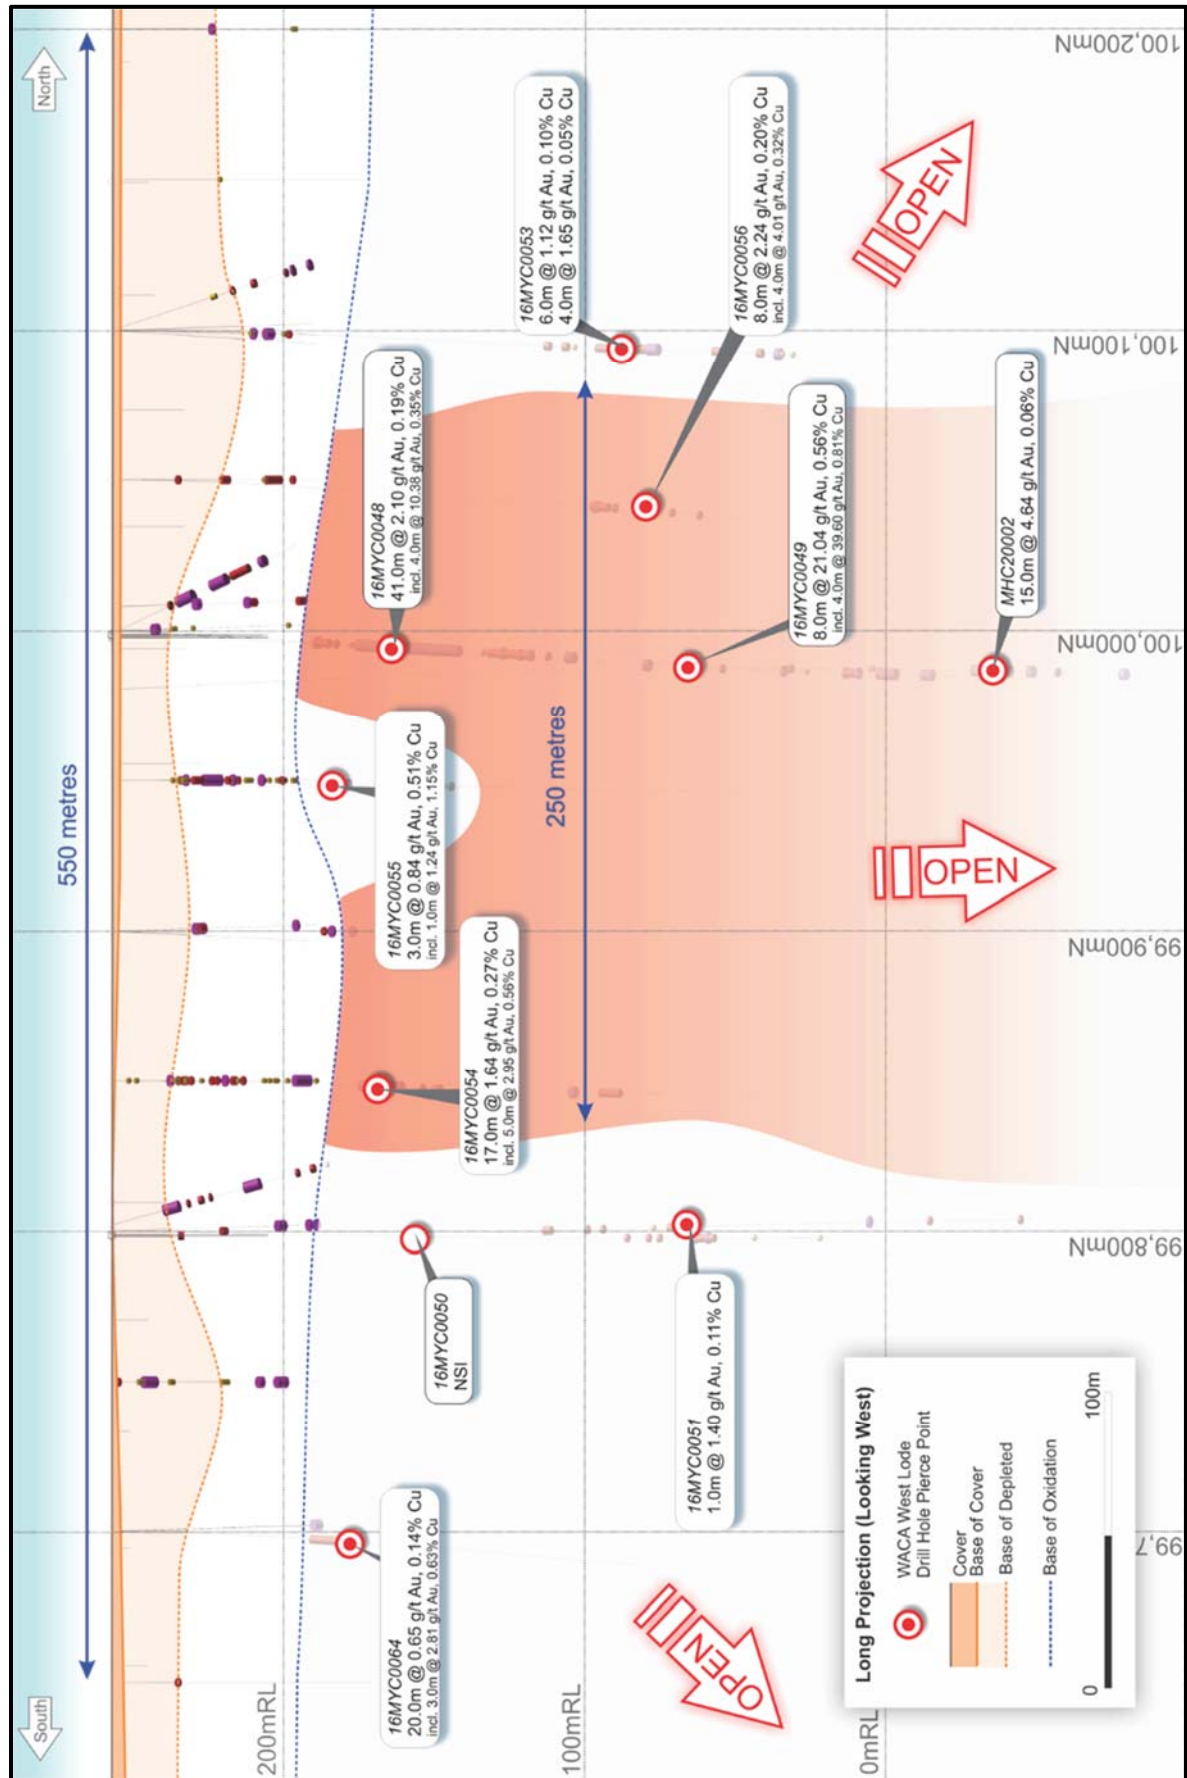 South
North
550 metres
200mRL
100mRL
0mRL
250 metres
16MYC0064
20.0m @ 0.65 g/t Au, 0.14% Cu
incl. 3.0m @ 2.81 g/t Au, 0.63% Cu
16MYC0050
NSI
16MYC0051
1.0m @ 1.40 g/t Au, 0.11% Cu
16MYC0054
17.0m @ 1.64 g/t Au, 0.27% Cu
incl. 5.0m @ 2.95 g/t Au, 0.56% Cu
16MYC0055
3.0m @ 0.84 g/t Au, 0.51% Cu
incl. 1.0m @ 1.24 g/t Au, 1.15% Cu
16MYC0048
41.0m @ 2.10 g/t Au, 0.19% Cu
incl. 4.0m @ 10.38 g/t Au, 0.35% Cu
16MYC0053
6.0m @ 1.12 g/t Au, 0.10% Cu
4.0m @ 1.65 g/t Au, 0.05% Cu
16MYC0056
8.0m @ 2.24 g/t Au, 0.20% Cu
incl. 4.0m @ 4.01 g/t Au, 0.32% Cu
16MYC0049
8.0m @ 21.04 g/t Au, 0.56% Cu
incl. 4.0m @ 39.60 g/t Au, 0.81% Cu
MHC20002
15.0m @ 4.64 g/t Au, 0.06% Cu
OPEN
OPEN
OPEN
Long Projection (Looking West)
WACA West Lode
Drill Hole Pierce Point
Cover
Base of Cover
Base of Depleted
Base of Oxidation
0
100m
99,7
99,800mN
99,900mN
100,000mN
100,100mN
100,200mN